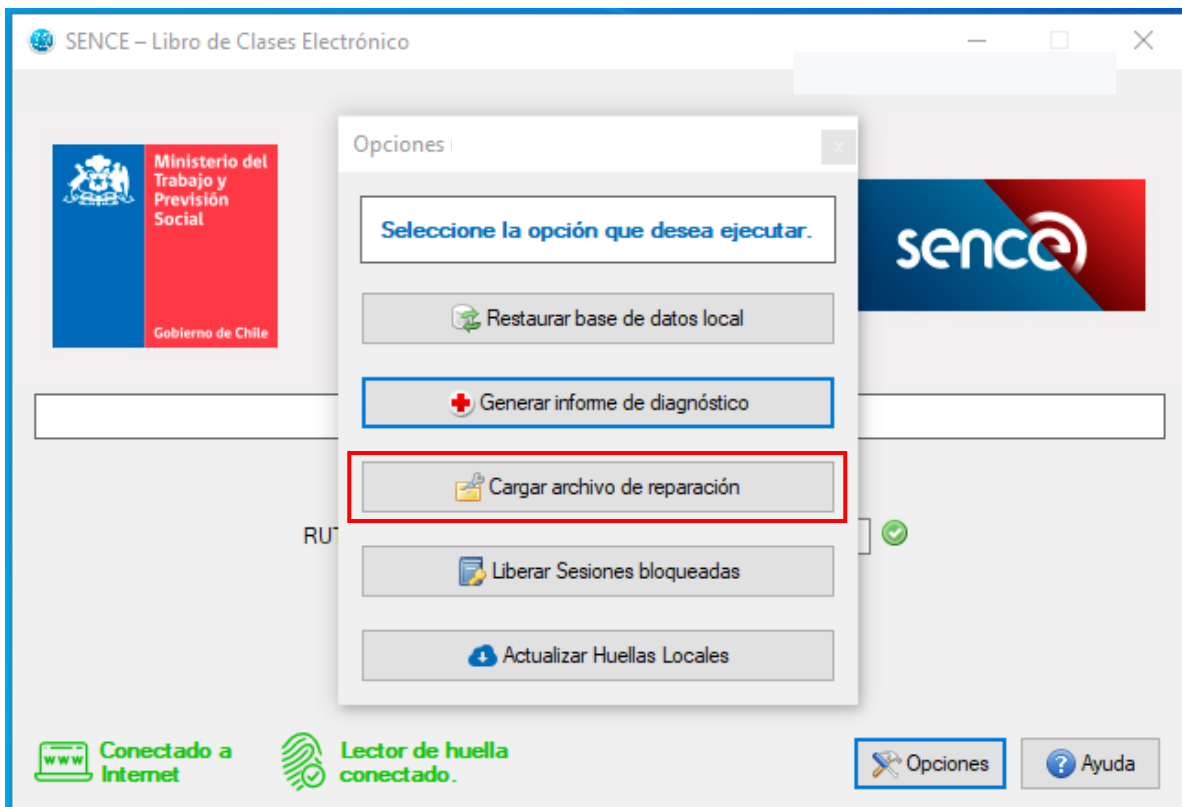 SENCE – Libro de Clases Electrónico
Opciones
Ministerio del
Trabajo y
Previsión
Social
Gobierno de Chile
Seleccione la opción que desea ejecutar.
sence
Restaurar base de datos local
Generar informe de diagnóstico
Cargar archivo de reparación
RUT
Liberar Sesiones bloqueadas
Actualizar Huellas Locales
www
Conectado a
Internet
Lector de huella
conectado.
Opciones
Ayuda